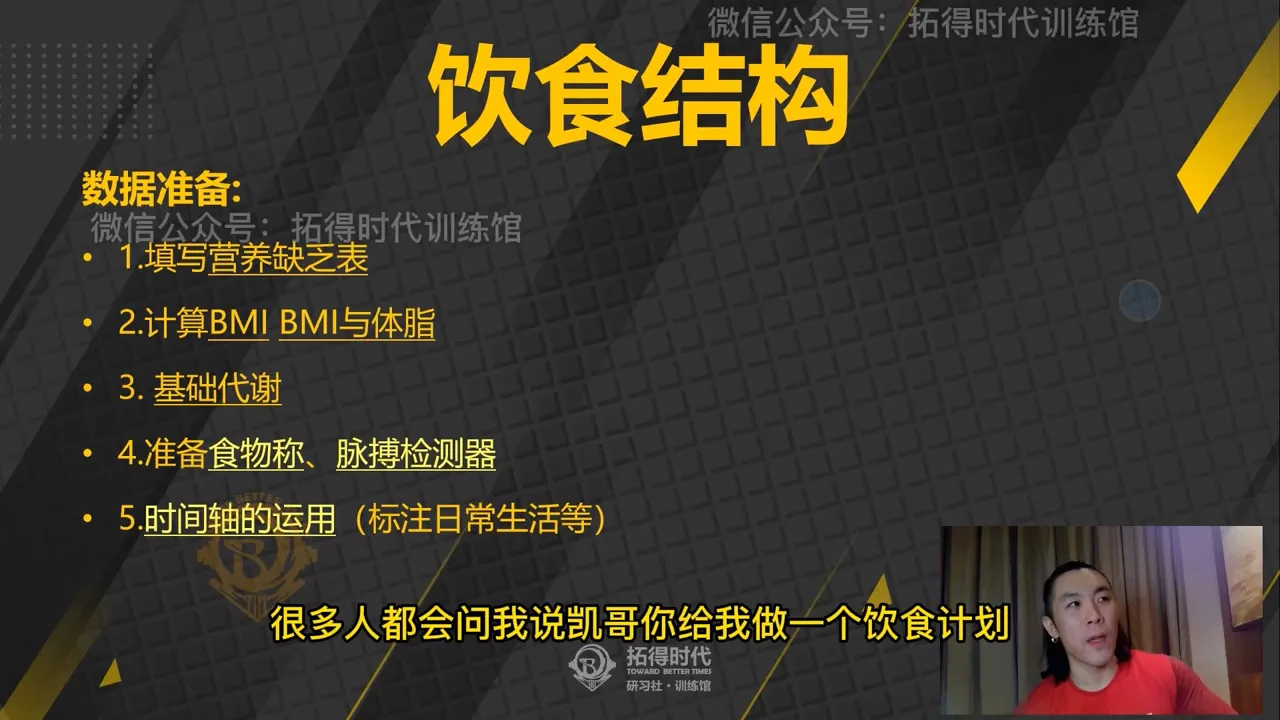 微信公众号：拓得时代训练馆
饮食结构
数据准备:
微信公众号：拓得时代训练馆
• 1.填写营养缺乏表
• 2.计算BMI BMI与体脂
• 3. 基础代谢
• 4.准备食物称、脉搏检测器
• 5.时间轴的运用（标注日常生活等）
很多人都会问我说凯哥你给我做一个饮食计划
拓得时代
TOWARD BETTER TIMES
研习社·训练馆